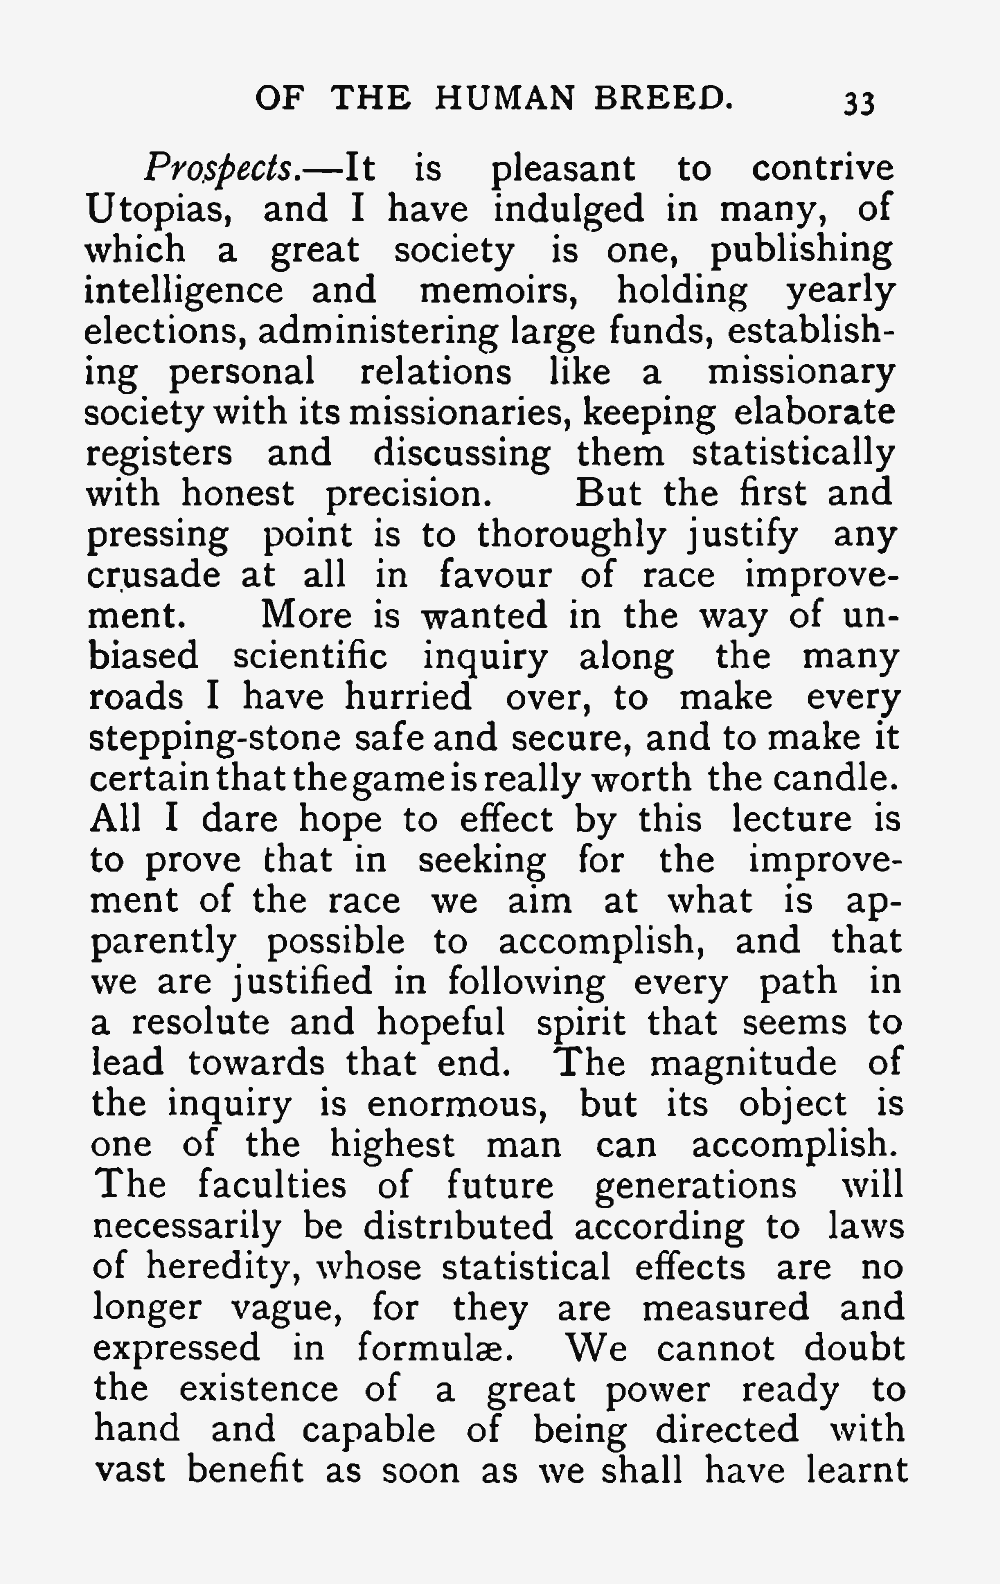 OF THE HUMAN BREED. 33
Prospects.—It is pleasant to contrive
Utopias, and I have indulged in many, of
which a great society is one, publishing
intelligence and memoirs, holding yearly
elections, administering large funds, establish-
ing personal relations like a missionary
society with its missionaries, keeping elaborate
registers and discussing them statistically
with honest precision. But the first and
pressing point is to thoroughly justify any
crusade at all in favour of race improve-
ment. More is wanted in the way of un-
biased scientific inquiry along the many
roads I have hurried over, to make every
stepping-stone safe and secure, and to make it
certain that the game is really worth the candle.
All I dare hope to effect by this lecture is
to prove that in seeking for the improve-
ment of the race we aim at what is ap-
parently possible to accomplish, and that
we are justified in following every path in
a resolute and hopeful spirit that seems to
lead towards that end. The magnitude of
the inquiry is enormous, but its object is
one of the highest man can accomplish.
The faculties of future generations will
necessarily be distributed according to laws
of heredity, whose statistical effects are no
longer vague, for they are measured and
expressed in formulæ. We cannot doubt
the existence of a great power ready to
hand and capable of being directed with
vast benefit as soon as we shall have learnt